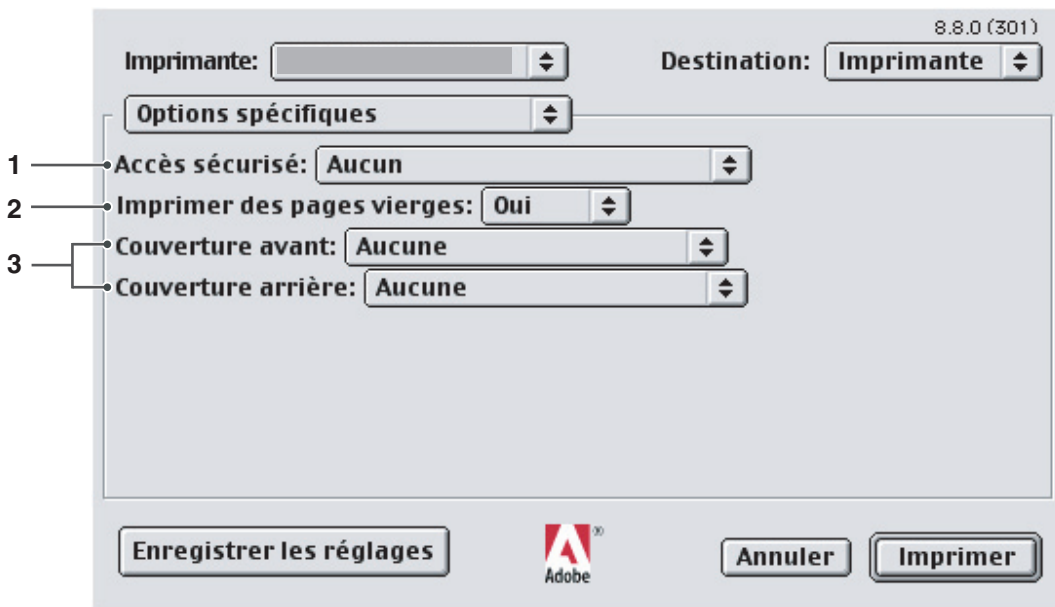 8.8.0 (301)
Imprimante: Destination: Imprimante
Options spécifiques
1 Accès sécurisé: Aucun
2 Imprimer des pages vierges: Oui
3
Couverture avant: Aucune
Couverture arrière: Aucune
Enregistrer les réglages Adobe ® Annuler Imprimer